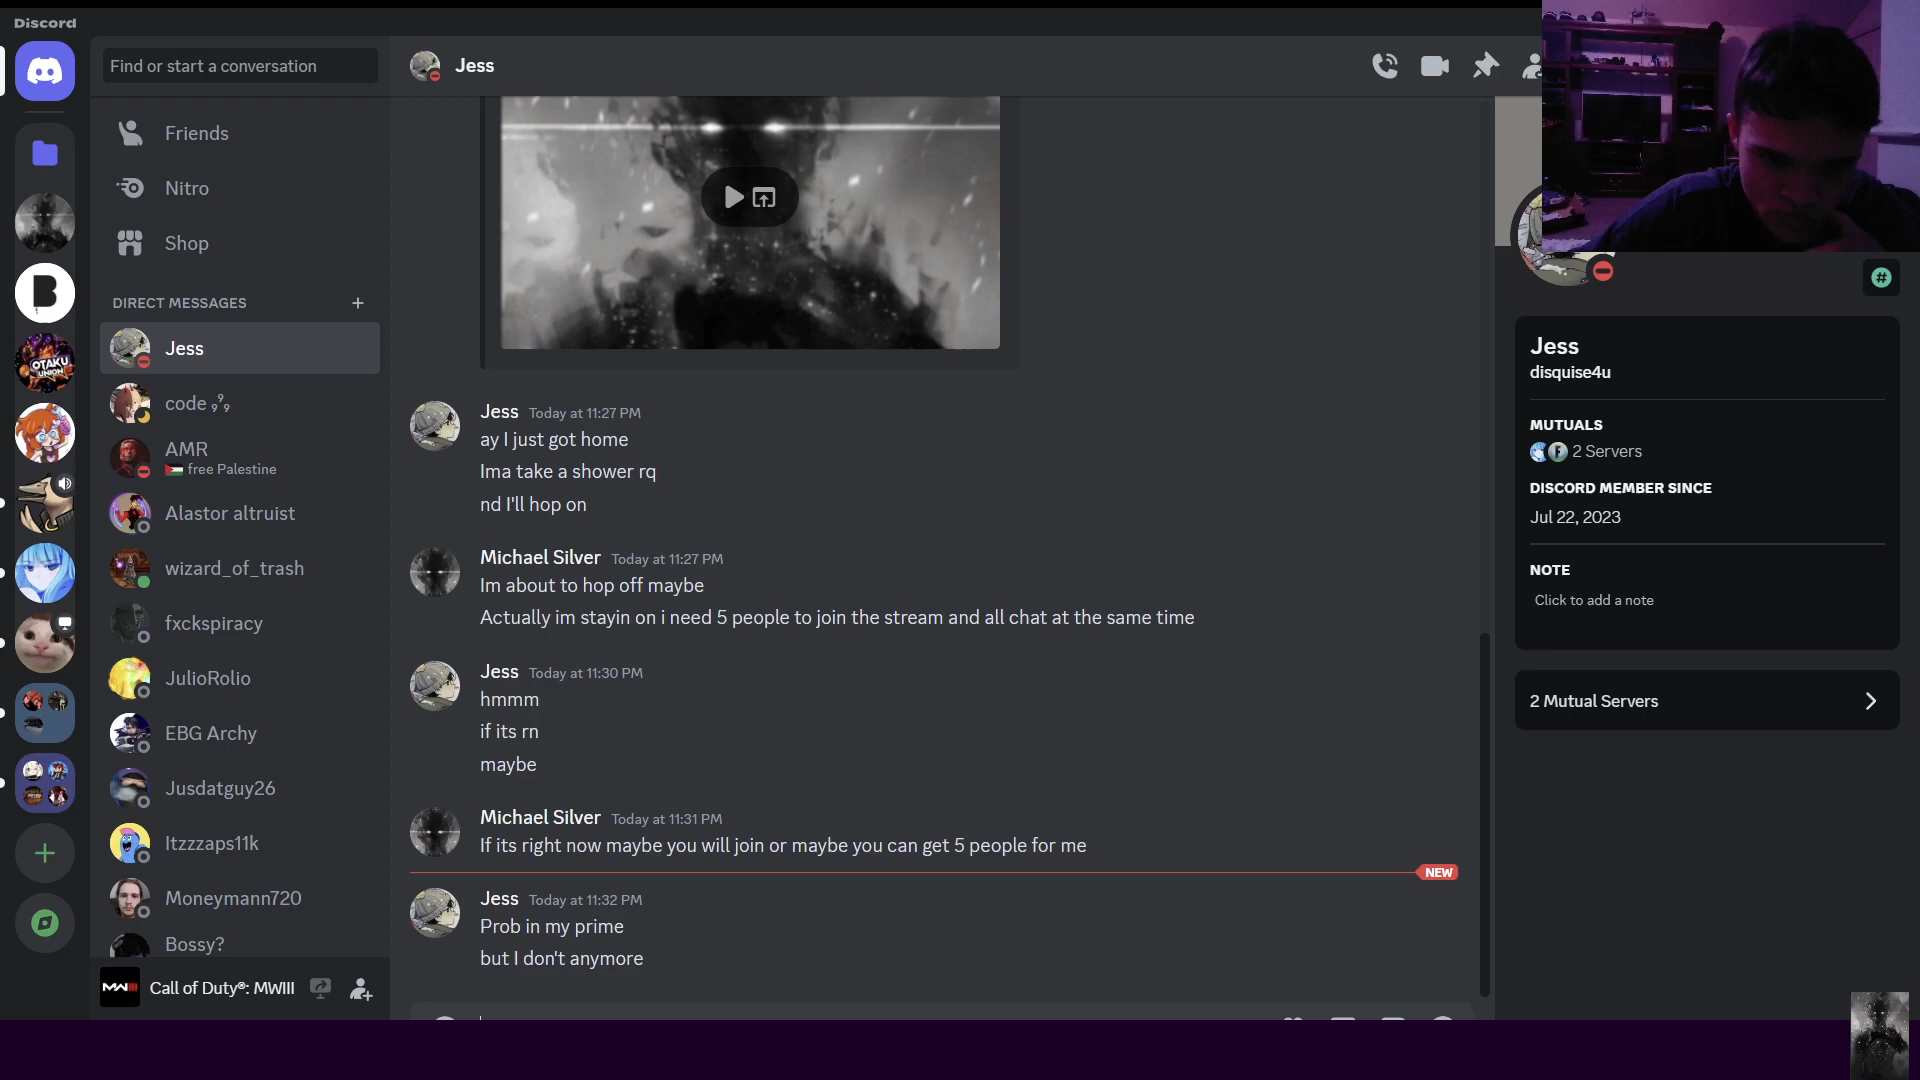 Discord
Find or start a conversation
Friends
Nitro
Shop
DIRECT MESSAGES
Jess
code
AMR
free Palestine
Alastor altruist
wizard_of_trash
fxckspiracy
JulioRolio
EBG Archy
Jusdatguy26
Itzzzaps11k
Moneymann720
Bossy?
Call of Duty®: MWIII
B
OTAKU UNION
Jess
Jess Today at 11:27 PM
ay I just got home
Ima take a shower rq
nd I'll hop on
Michael Silver Today at 11:27 PM
Im about to hop off maybe
Actually im stayin on i need 5 people to join the stream and all chat at the same time
Jess Today at 11:30 PM
hmmm
if its rn
maybe
Michael Silver Today at 11:31 PM
If its right now maybe you will join or maybe you can get 5 people for me
NEW
Jess Today at 11:32 PM
Prob in my prime
but I don't anymore
Jess
disquise4u
MUTUALS
F 2 Servers
DISCORD MEMBER SINCE
Jul 22, 2023
NOTE
Click to add a note
2 Mutual Servers